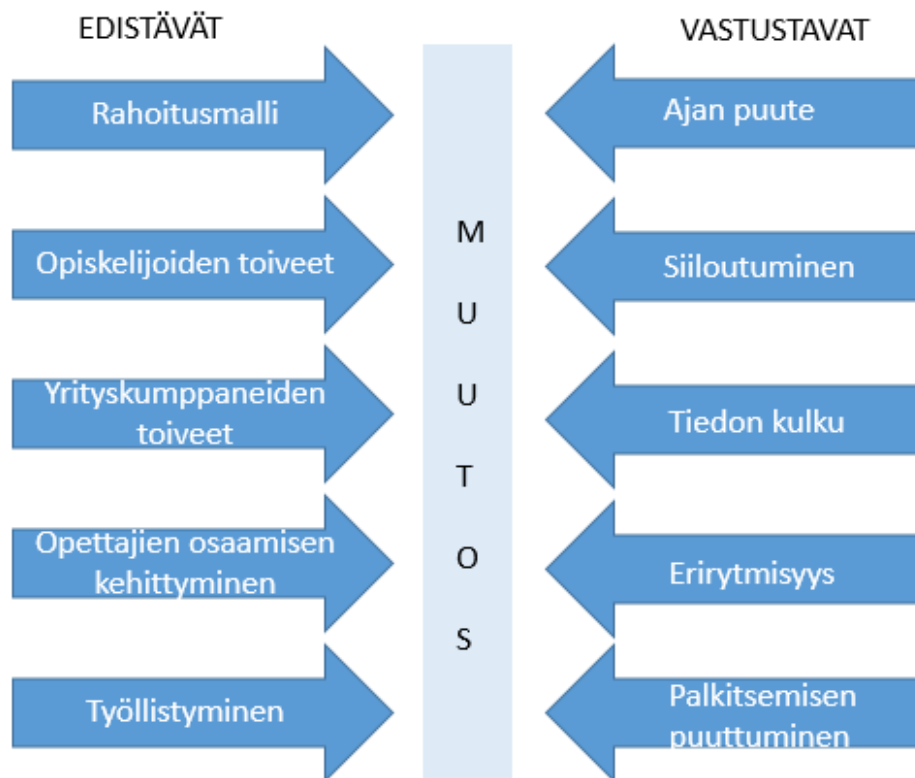 EDISTÄVÄT
VASTUSTAVAT
Rahoitusmalli
Opiskelijoiden toiveet
Yrityskumppaneiden
toiveet
Opettajien osaamisen
kehittyminen
Työllistyminen
M
U
U
T
O
S
Ajan puute
Siiloutuminen
Tiedon kulku
Erirytmisyys
Palkitsemisen
puuttuminen